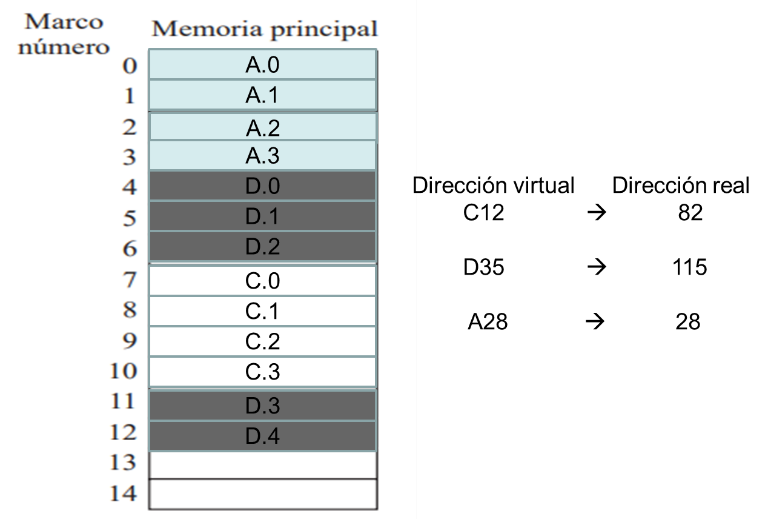 Marco
número
Memoria principal
0 A.0
1 A.1
2 A.2
3 A.3
4 D.0
5 D.1
6 D.2
7 C.0
8 C.1
9 C.2
10 C.3
11 D.3
12 D.4
13
14
Dirección virtual Dirección real
C12 → 82
D35 → 115
A28 → 28